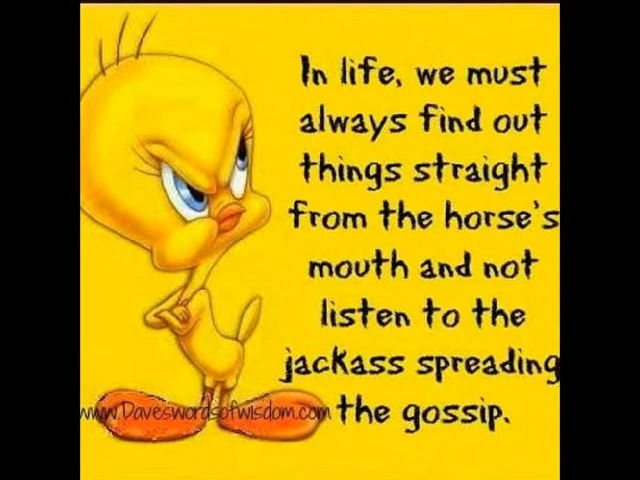 In life, we must
always find out
things straight
from the horse's
mouth and not
listen to the
jackass spreading
the gossip.
www.Daveswordsofwisdom.com